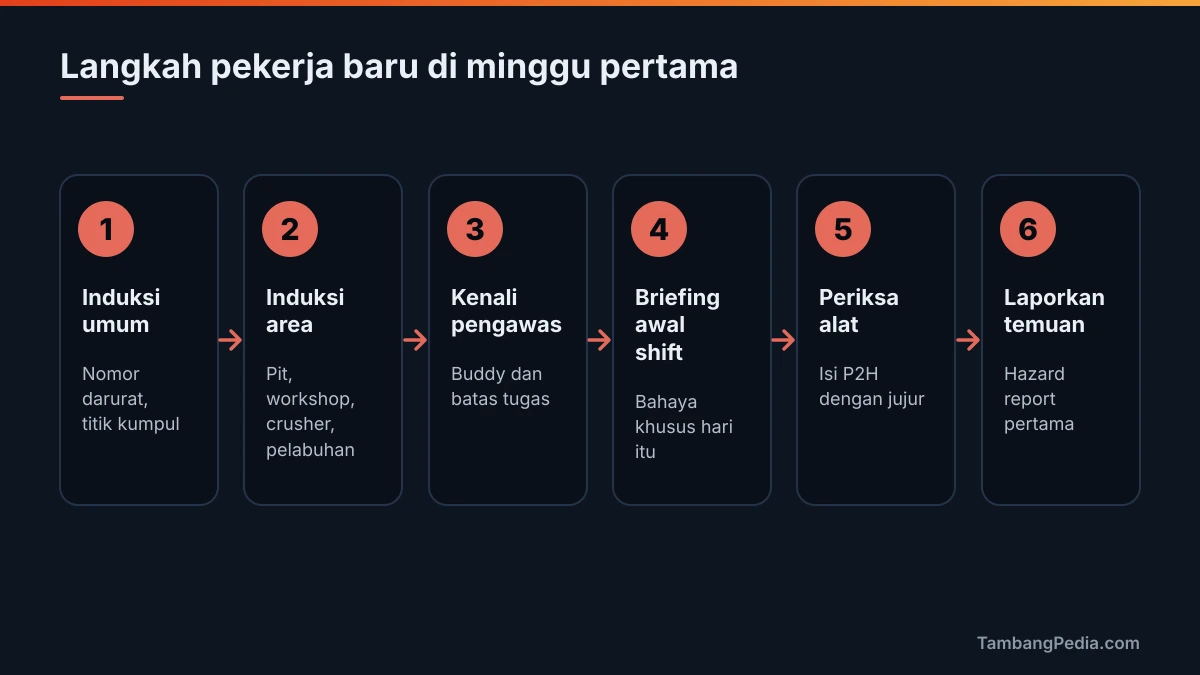 Langkah pekerja baru di minggu pertama
1
Induksi
umum
Nomor
darurat,
titik kumpul
2
Induksi
area
Pit,
workshop,
crusher,
pelabuhan
3
Kenali
pengawas
Buddy dan
batas tugas
4
Briefing
awal
shift
Bahaya
khusus hari
itu
5
Periksa
alat
Isi P2H
dengan jujur
6
Laporkan
temuan
Hazard
report
pertama
TambangPedia.com